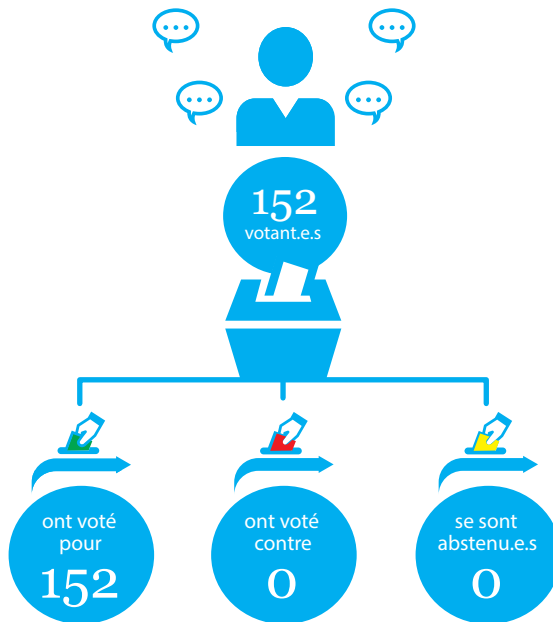 152
votant.e.s
ont voté
pour
152
ont voté
contre
0
se sont
abstenu.e.s
0